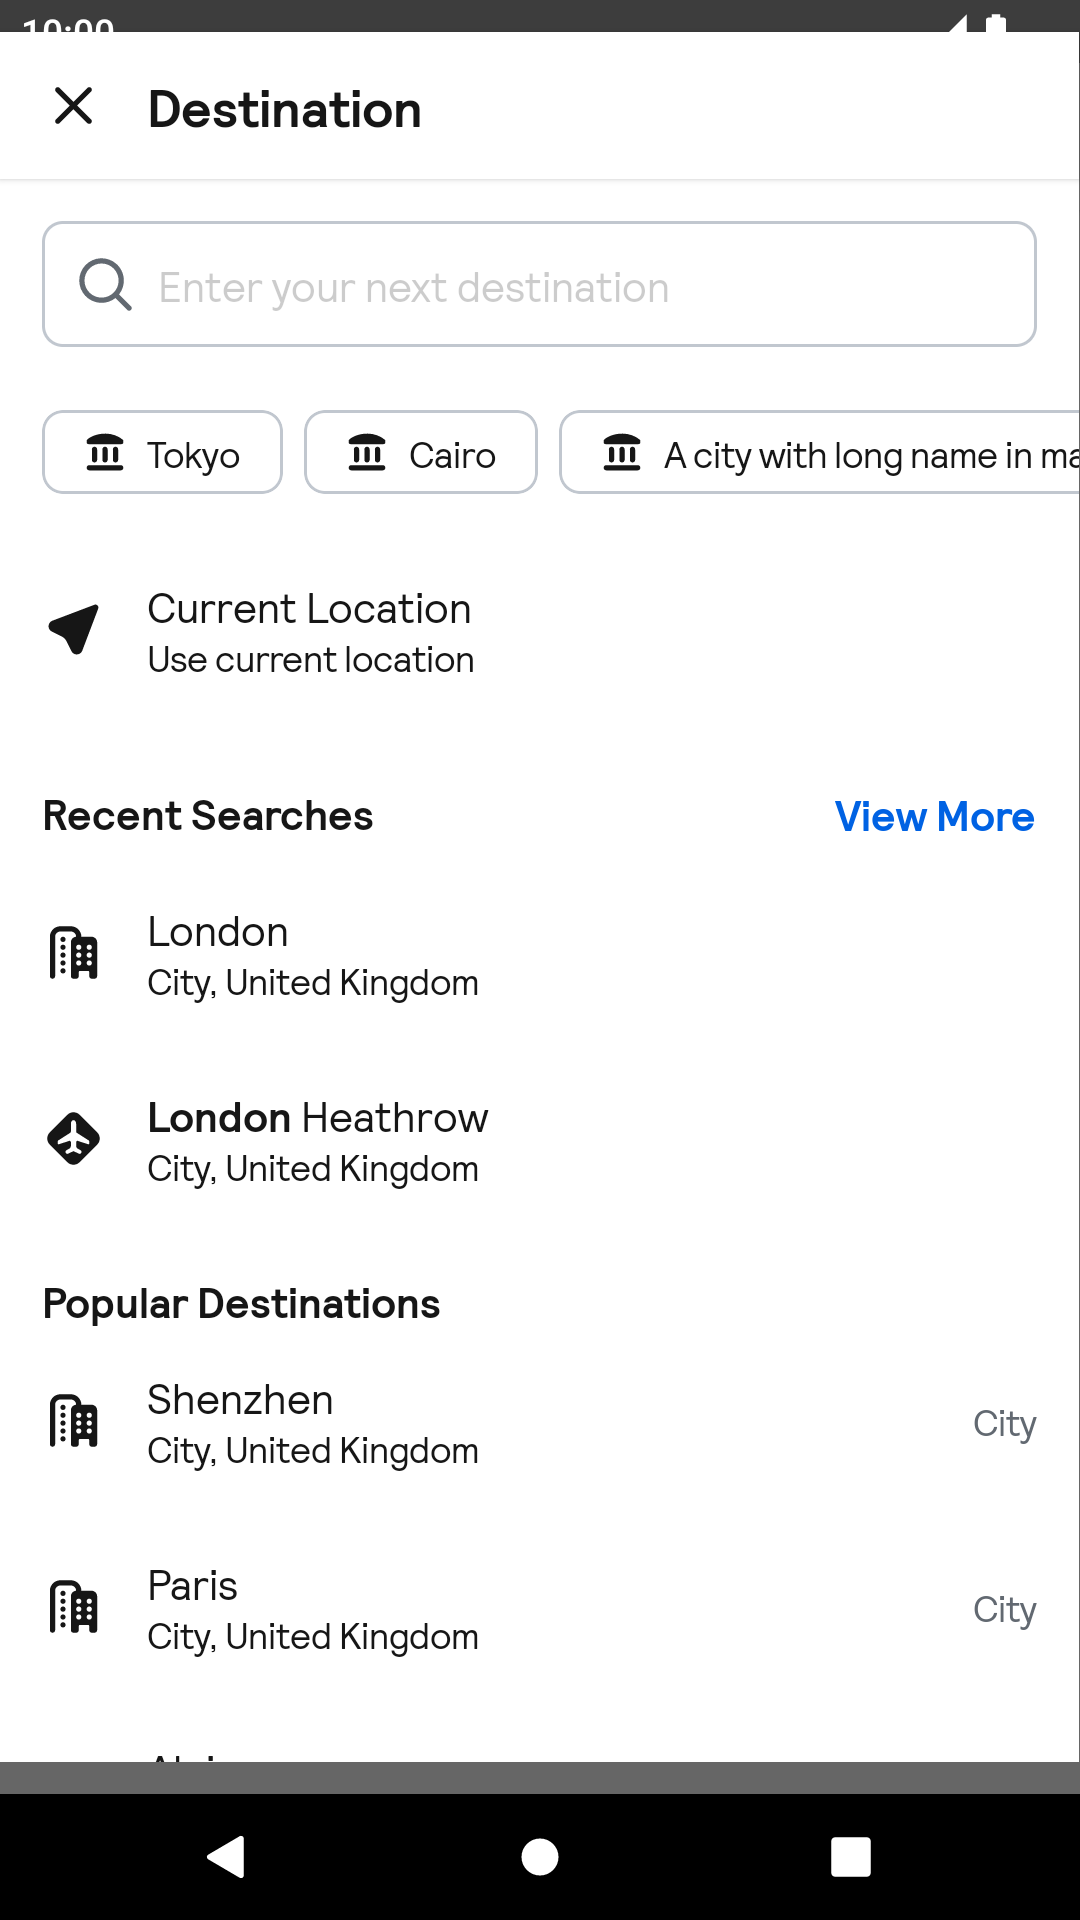 10:00
Destination
Enter your next destination
Tokyo
Cairo
A city with long name in
Current Location
Use current location
Recent Searches
View More
London
City, United Kingdom
London Heathrow
City, United Kingdom
Popular Destinations
Shenzhen
City, United Kingdom
City
Paris
City, United Kingdom
City